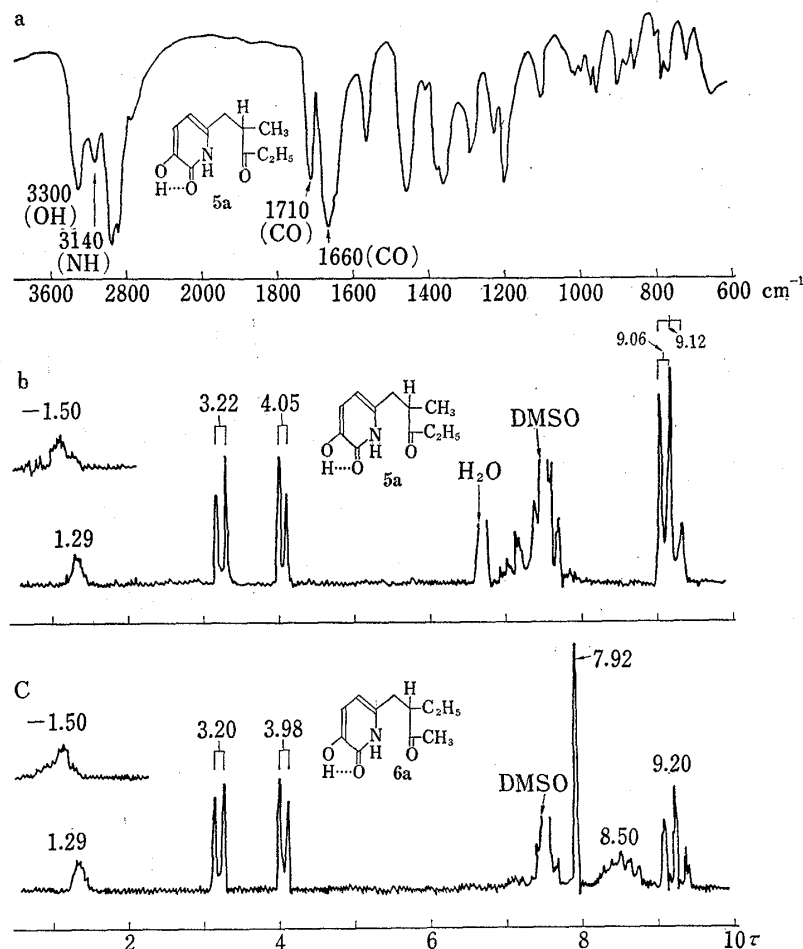 a
H
CH₃
C₂H₅
O
N
H
HO
H····O
5a
3300
(OH)
3140
(NH)
1710
(CO)
1660(CO)
3600 2800 2000 1800 1600 1400 1200 1000 800 600 cm⁻¹
b
-1.50
1.29
3.22
4.05
H
CH₃
C₂H₅
O
N
H
HO
H····O
5a
H₂O
DMSO
9.06
9.12
C
-1.50
1.29
3.20
3.98
H
C₂H₅
CH₃
O
N
H
HO
H····O
6a
DMSO
7.92
8.50
9.20
2 4 6 8 10τ